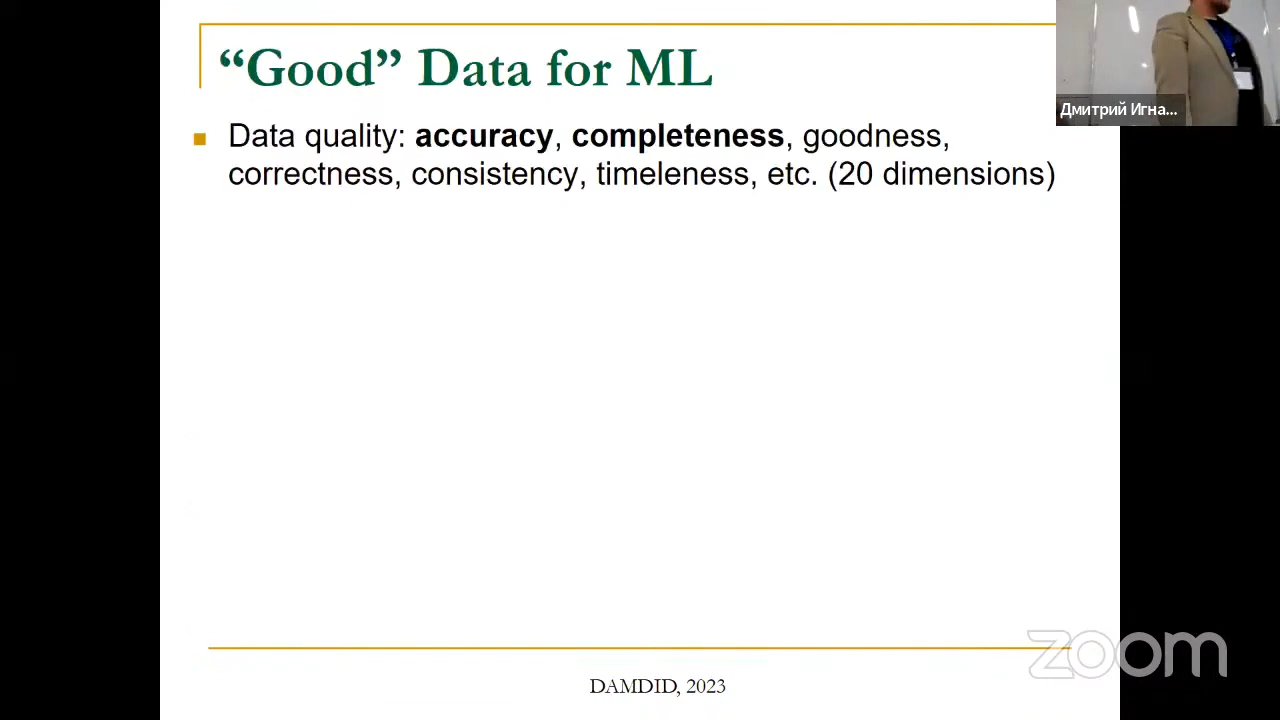 “Good” Data for ML
Дмитрий Игна...
Data quality: accuracy, completeness, goodness,
correctness, consistency, timeleness, etc. (20 dimensions)
zoom
DAMDID, 2023